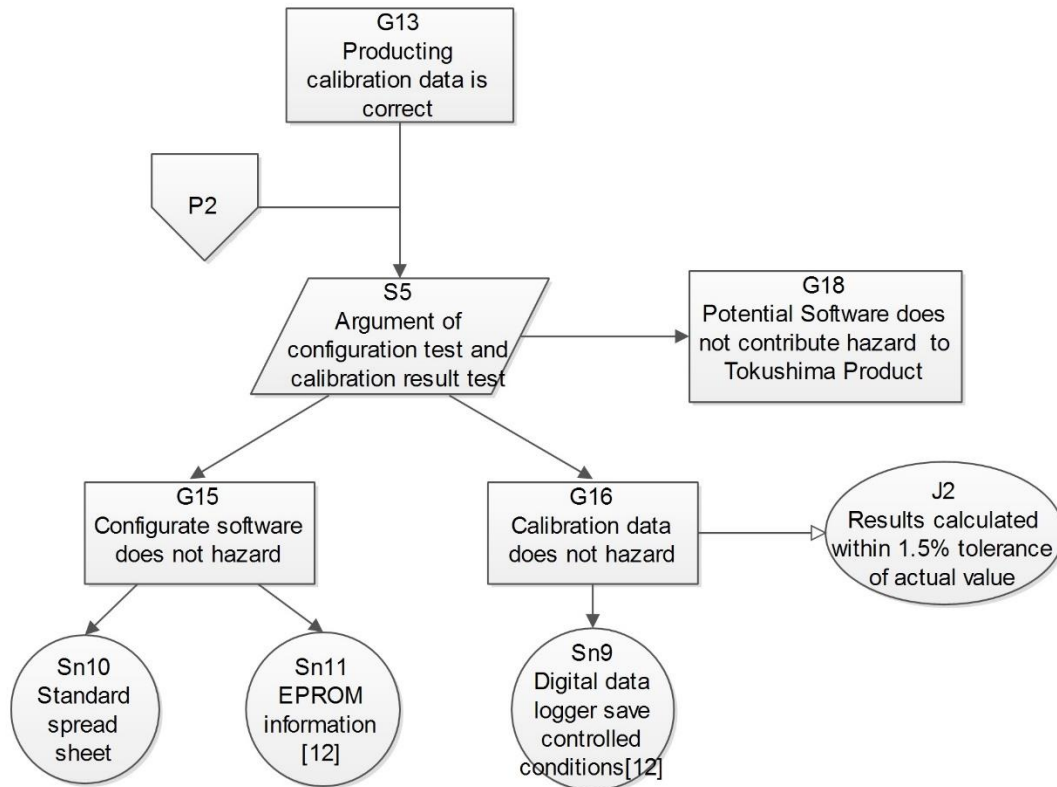 G13
Producting
calibration data is
correct
P2
S5
Argument of
configuration test and
calibration result test
G18
Potential Software does
not contribute hazard to
Tokushima Product
G15
Configurate software
does not hazard
G16
Calibration data
does not hazard
J2
Results calculated
within 1.5% tolerance
of actual value
Sn10
Standard
spread
sheet
Sn11
EPROM
information
[12]
Sn9
Digital data
logger save
controlled
conditions[12]